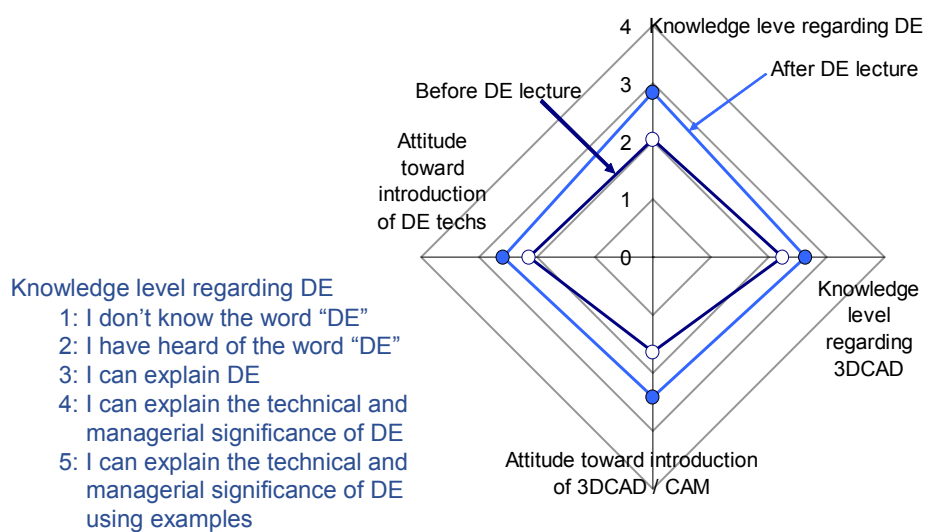 4
Knowledge leve regarding DE
After DE lecture
3
Before DE lecture
Attitude
toward
introduction
of DE techs
2
1
0
Knowledge level regarding DE
1: I don't know the word “DE”
2: I have heard of the word “DE”
3: I can explain DE
4: I can explain the technical and
managerial significance of DE
5: I can explain the technical and
managerial significance of DE
using examples
Knowledge
level
regarding
3DCAD
Attitude toward introduction
of 3DCAD / CAM